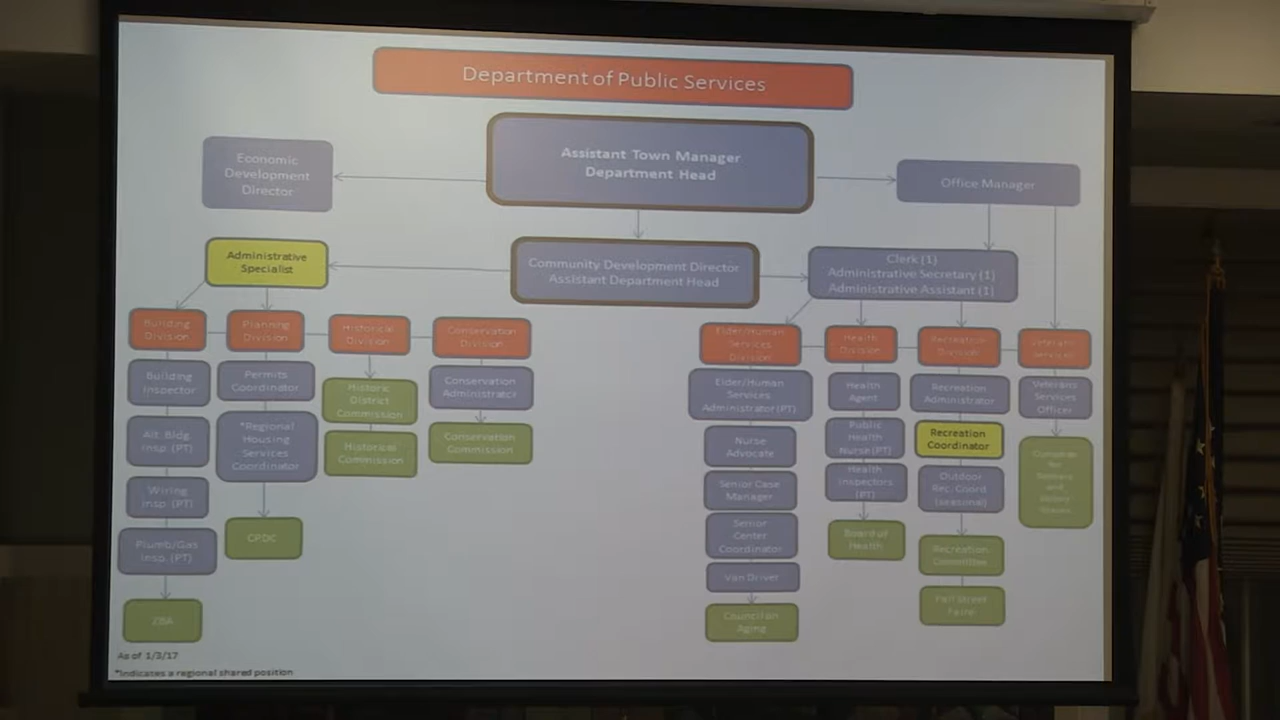 Department of Public Services
Assistant Town Manager
Department Head
Economic
Development
Director
Office Manager
Administrative
Specialist
Community Development Director
Assistant Department Head
Clerk (1)
Administrative Secretary (1)
Administrative Assistant (1)
Building
Division
Planning
Division
Historical
Division
Conservation
Division
Elder/Human
Services
Division
Health
Division
Recreation
Division
Veterans
Services
Building
Inspector
Permits
Coordinator
Historic
District
Commission
Conservation
Administrator
Elder/Human
Services
Administrator (PT)
Health
Agent
Recreation
Administrator
Veterans
Services
Officer
Alt. Bldg.
Insp. (PT)
*Regional
Housing
Services
Coordinator
Historical
Commission
Conservation
Commission
Nurse
Advocate
Public
Health
Nurse (PT)
Recreation
Coordinator
Wiring
Insp. (PT)
Senior Case
Manager
Health
Inspectors
(PT)
Outdoor
Rec. Coord
(seasonal)
Plumb/Gas
Insp. (PT)
CPDC
Senior
Center
Coordinator
Board of
Health
Recreation
Committee
Van Driver
ZBA
Council on
Aging
Fall Street
Faire
As of 1/3/17
*Indicates a regional shared position